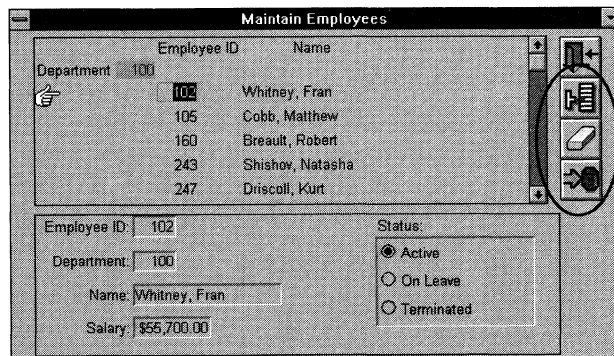 Maintain Employees
Employee ID Name
Department 100
102 Whitney, Fran
105 Cobb, Matthew
160 Breault, Robert
243 Shishov, Natasha
247 Driscoll, Kurt
Employee ID: 102
Department: 100
Name: Whitney, Fran
Salary: $55,700.00
Status:
Active
On Leave
Terminated